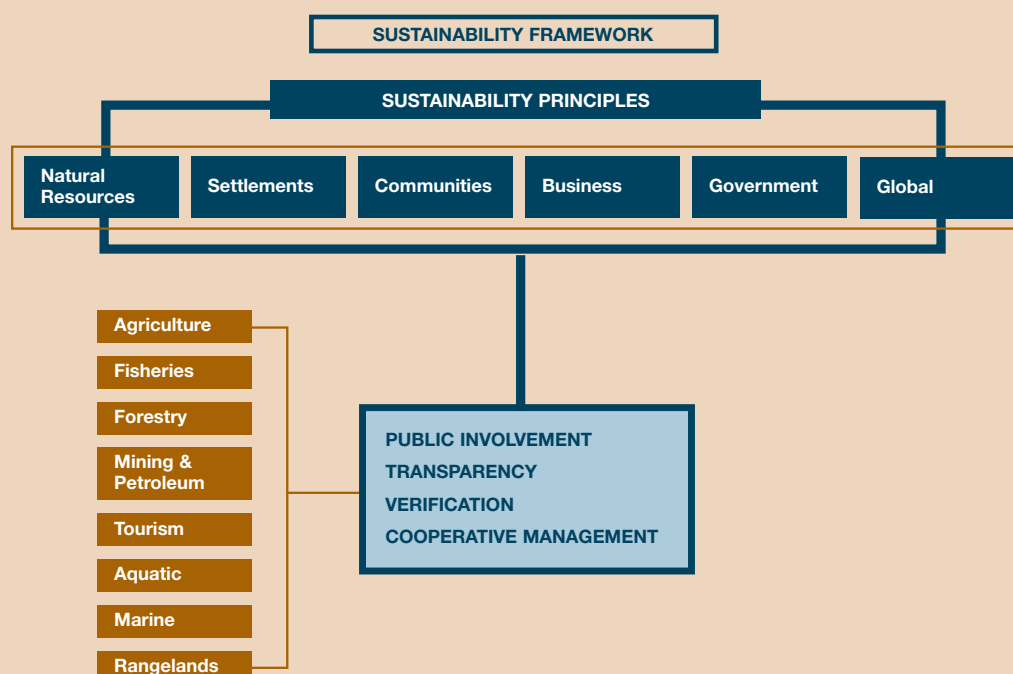 SUSTAINABILITY FRAMEWORK
SUSTAINABILITY PRINCIPLES
Natural
Resources
Settlements
Communities
Business
Government
Global
Agriculture
Fisheries
Forestry
Mining &
Petroleum
Tourism
Aquatic
Marine
Rangelands
PUBLIC INVOLVEMENT
TRANSPARENCY
VERIFICATION
COOPERATIVE MANAGEMENT